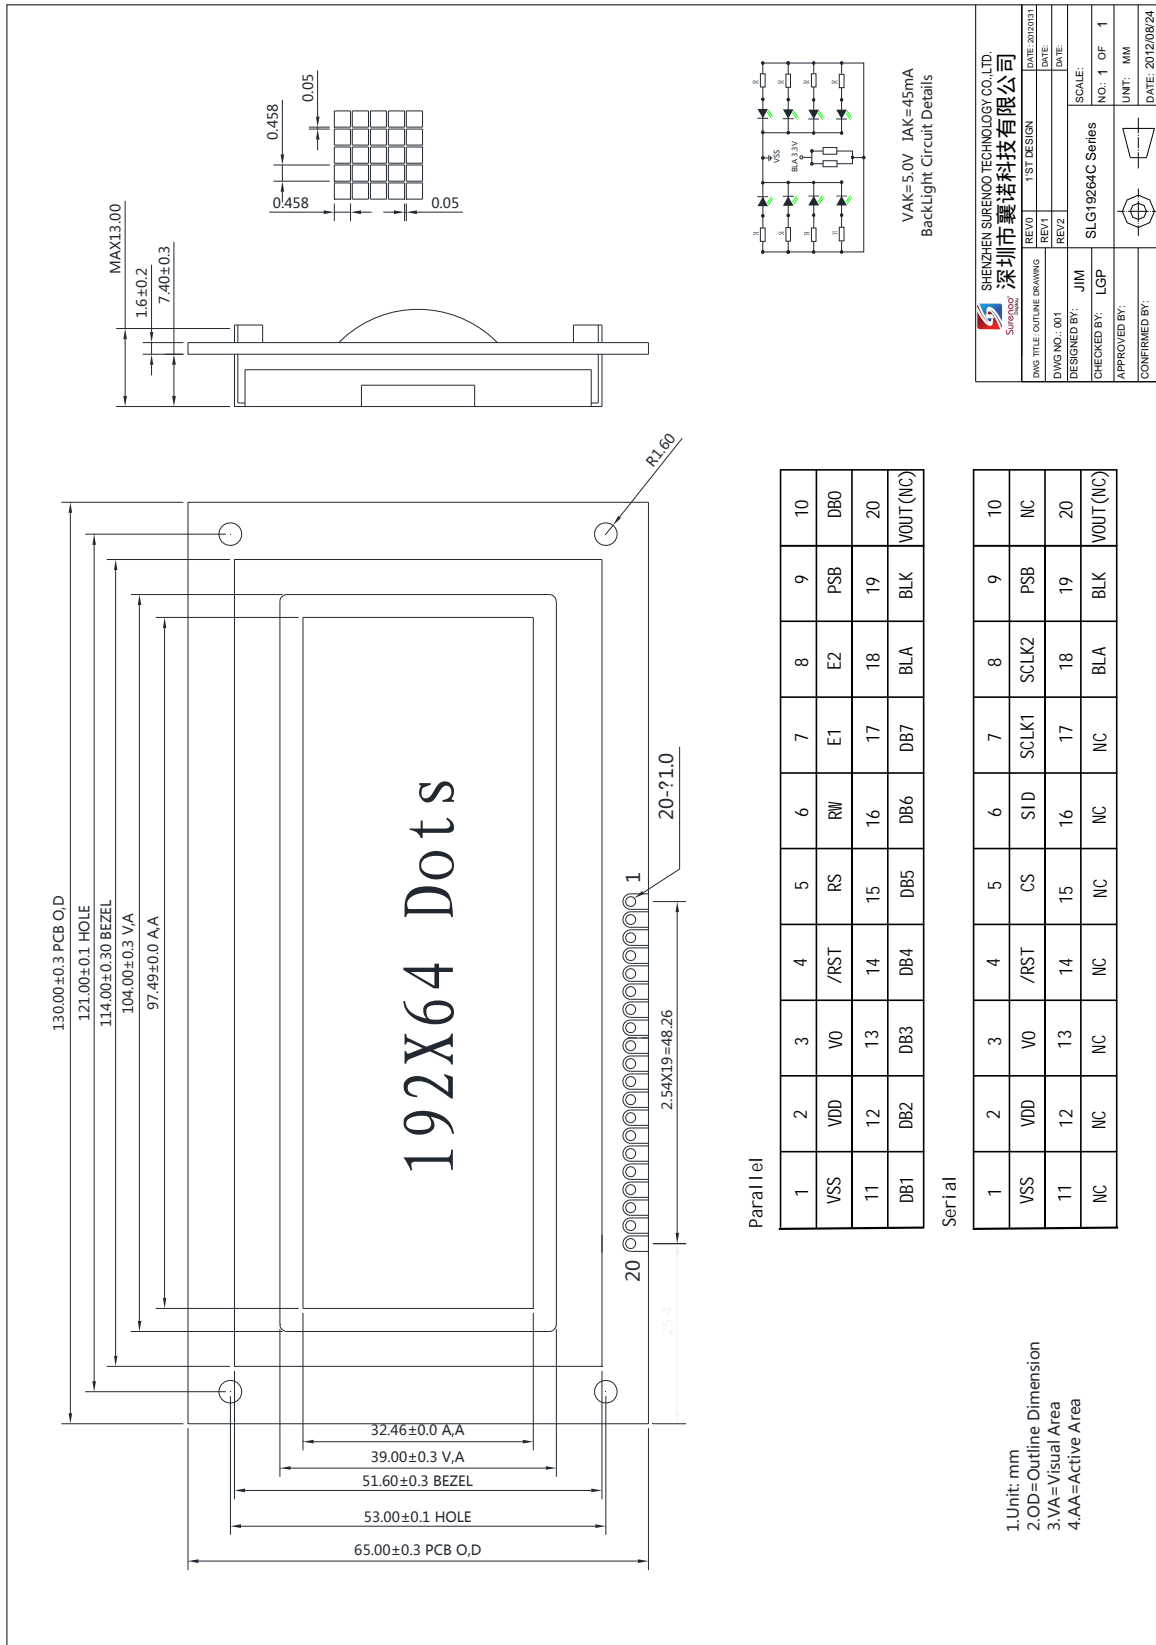 130.00±0.3 PCB O,D
121.00±0.1 HOLE
114.00±0.30 BEZEL
104.00±0.3 V,A
97.49±0.0 A,A
65.00±0.3 PCB O,D
53.00±0.1 HOLE
51.60±0.3 BEZEL
39.00±0.3 V,A
32.46±0.0 A,A
192X64 Dots
R1.60
20-?1.0
1
20
2.54X19=48.26
25.4
MAX13.00
1.6±0.2
7.40±0.3
0.458
0.05
0.458
0.05
Parallel
1 2 3 4 5 6 7 8 9 10
VSS VDD VO /RST RS RW E1 E2 PSB DB0
11 12 13 14 15 16 17 18 19 20
DB1 DB2 DB3 DB4 DB5 DB6 DB7 BLA BLK VOUT(NC)
Serial
1 2 3 4 5 6 7 8 9 10
VSS VDD VO /RST CS SID SCLK1 SCLK2 PSB NC
11 12 13 14 15 16 17 18 19 20
NC NC NC NC NC NC NC BLA BLK VOUT(NC)
R R R R
VSS
BLA 3.3V
R R R R
VAK=5.0V IAK=45mA
BackLight Circuit Details
1.Unit: mm
2.OD=Outline Dimension
3.VA=Visual Area
4.AA=Active Area
Surenoo
Display
SHENZHEN SURENOO TECHNOLOGY CO.,LTD.
深圳市襄诺科技有限公司
DWG TITLE: OUTLINE DRAWING REV0 1'ST DESIGN DATE: 20120131
DWG NO.: 001 REV1 DATE:
REV2 DATE:
DESIGNED BY: JIM SLG19264C Series SCALE:
CHECKED BY: LGP NO.: 1 OF 1
APPROVED BY: UNIT: MM
CONFIRMED BY: DATE: 2012/08/24